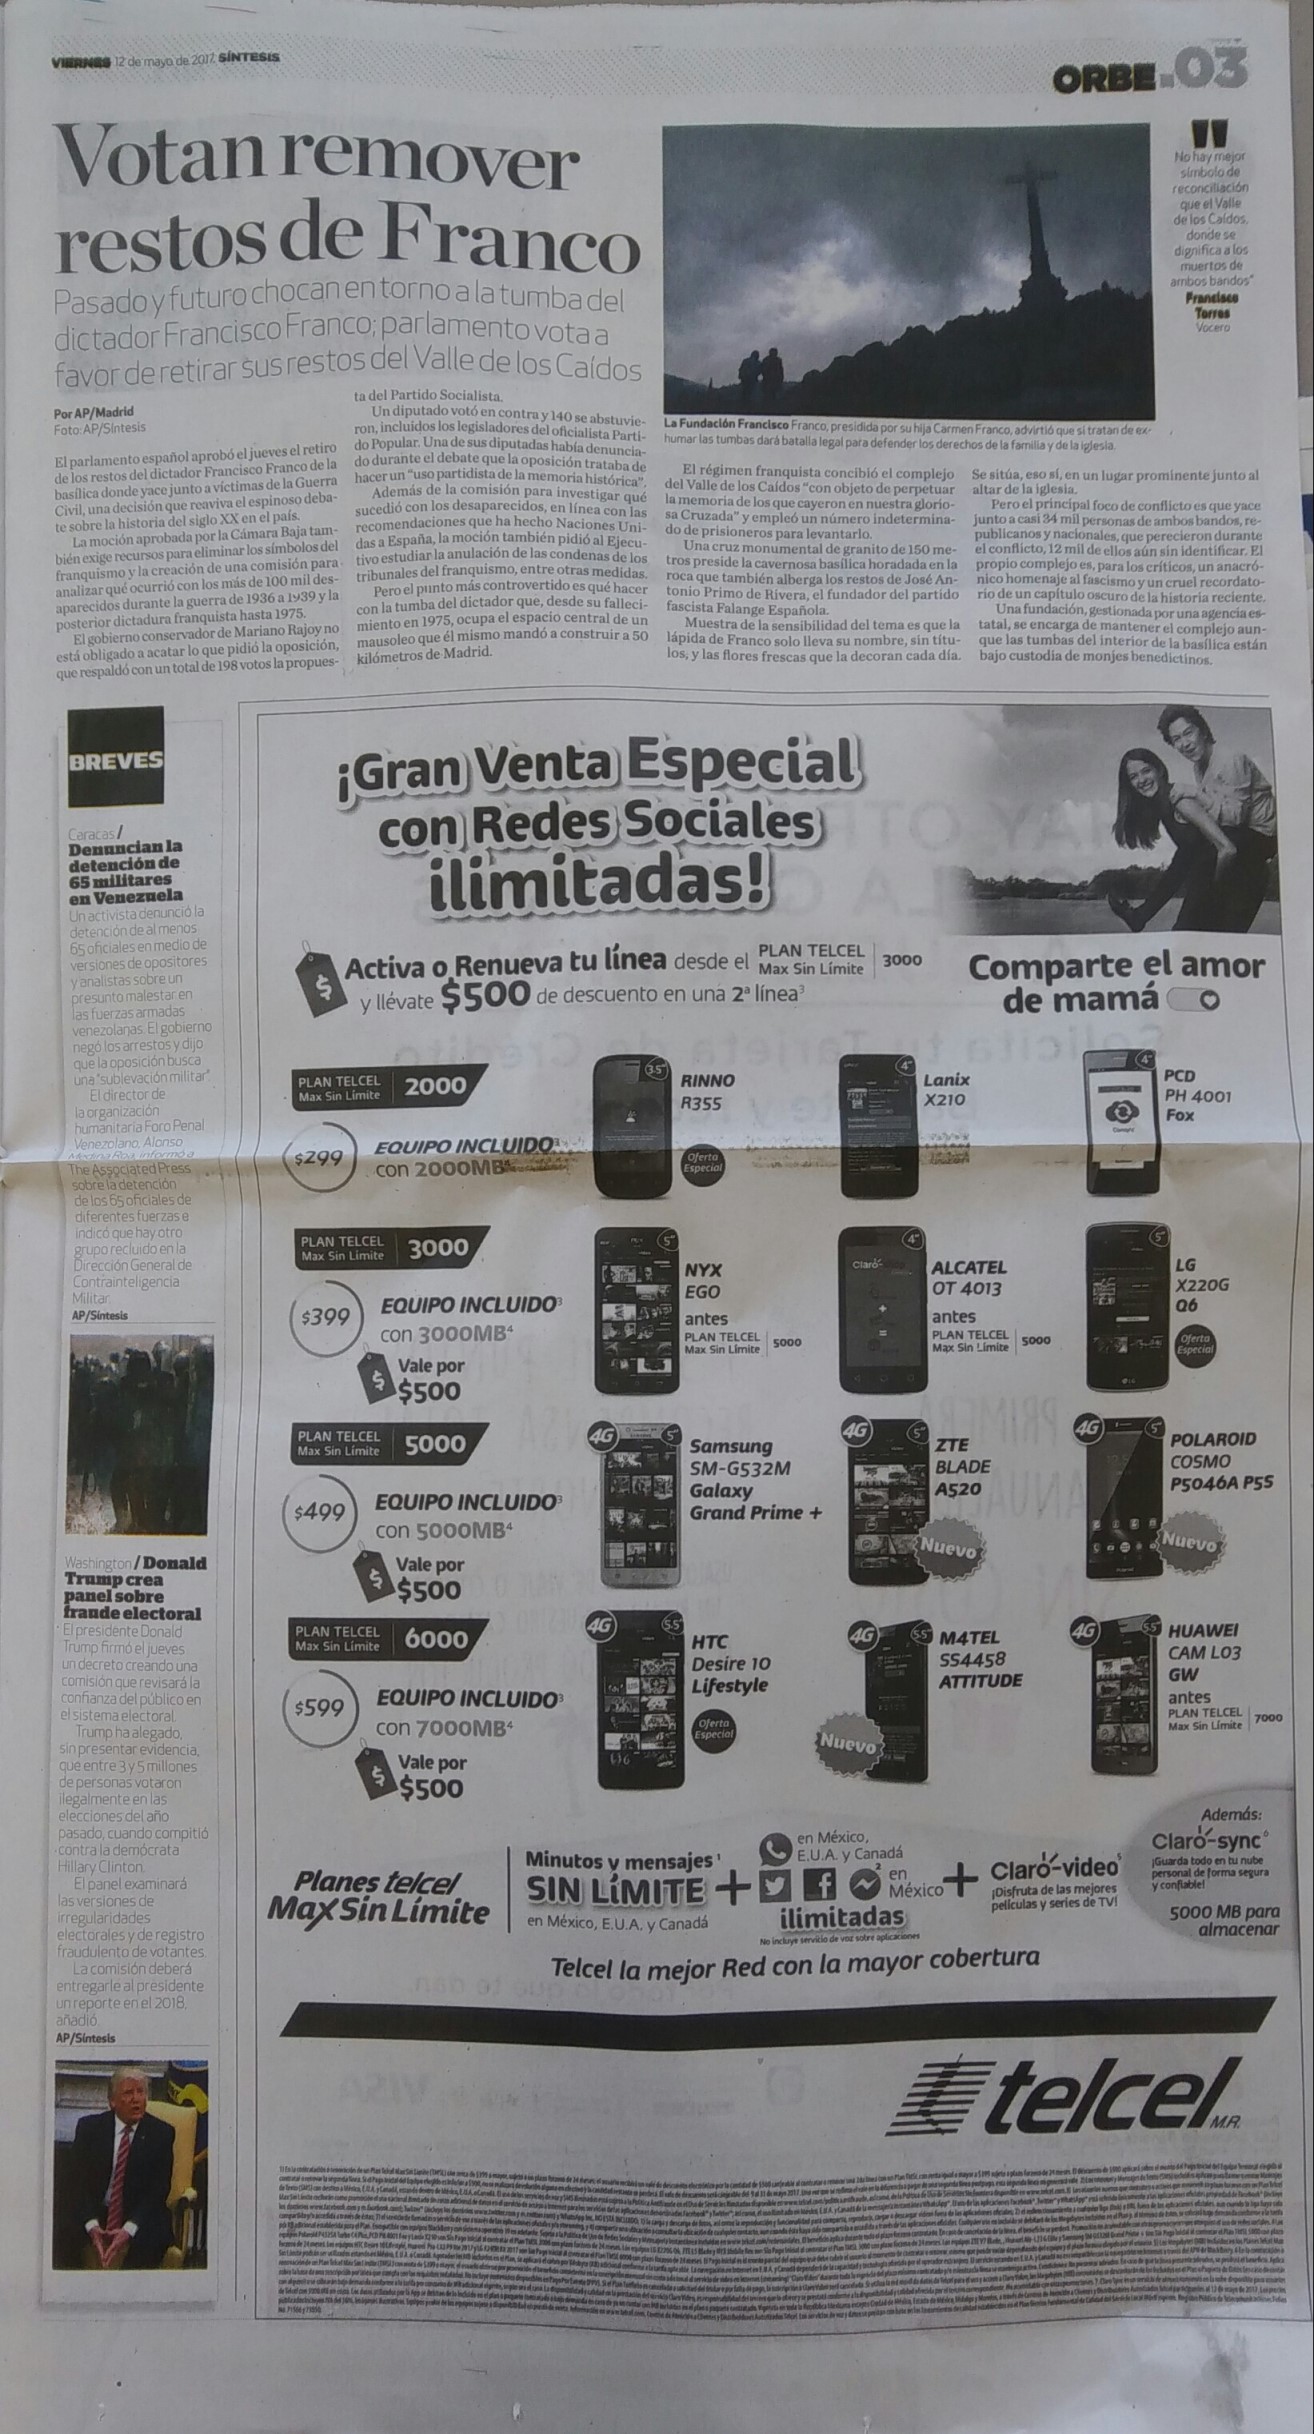 VIERNES 12 de mayo de 2017. SÍNTESIS
ORBE.03
Votan remover
restos de Franco
Pasado y futuro chocan en torno a la tumba del
dictador Francisco Franco; parlamento vota a
favor de retirar sus restos del Valle de los Caídos
Por AP/Madrid
Foto: AP/Síntesis
El parlamento español aprobó el jueves el retiro
de los restos del dictador Francisco Franco de la
basílica donde yace junto a víctimas de la Guerra
Civil, una decisión que reaviva el espinoso deba-
te sobre la historia del siglo XX en el país.
La moción aprobada por la Cámara Baja tam-
bién exige recursos para eliminar los símbolos del
franquismo y la creación de una comisión para
analizar qué ocurrió con los más de 100 mil des-
aparecidos durante la guerra de 1936 a 1939 y la
posterior dictadura franquista hasta 1975.
El gobierno conservador de Mariano Rajoy no
está obligado a acatar lo que pidió la oposición,
que respaldó con un total de 198 votos la propues-
ta del Partido Socialista.
Un diputado votó en contra y 140 se abstuvie-
ron, incluidos los legisladores del oficialista Parti-
do Popular. Una de sus diputadas había denuncia-
do durante el debate que la oposición trataba de
hacer un "uso partidista de la memoria histórica".
Además de la comisión para investigar qué
sucedió con los desaparecidos, en línea con las
recomendaciones que ha hecho Naciones Uni-
das a España, la moción también pidió al Ejecu-
tivo estudiar la anulación de las condenas de los
tribunales del franquismo, entre otras medidas.
Pero el punto más controvertido es qué hacer
con la tumba del dictador que, desde su falleci-
miento en 1975, ocupa el espacio central de un
mausoleo que él mismo mandó a construir a 50
kilómetros de Madrid.
"
No hay mejor
símbolo de
reconciliación
que el Valle
de los Caídos,
donde se
dignifica a los
muertos de
ambos bandos"
Francisco
Torres
Vocero
La Fundación Francisco Franco, presidida por su hija Carmen Franco, advirtió que si tratan de ex-
humar las tumbas dará batalla legal para defender los derechos de la familia y de la iglesia.
El régimen franquista concibió el complejo
del Valle de los Caídos "con objeto de perpetuar
la memoria de los que cayeron en nuestra glorio-
sa Cruzada" y empleó un número indetermina-
do de prisioneros para levantarlo.
Una cruz monumental de granito de 150 me-
tros preside la cavernosa basílica horadada en la
roca que también alberga los restos de José An-
tonio Primo de Rivera, el fundador del partido
fascista Falange Española.
Muestra de la sensibilidad del tema es que la
lápida de Franco solo lleva su nombre, sin títu-
los, y las flores frescas que la decoran cada día.
Se sitúa, eso sí, en un lugar prominente junto al
altar de la iglesia.
Pero el principal foco de conflicto es que yace
junto a casi 34 mil personas de ambos bandos, re-
publicanos y nacionales, que perecieron durante
el conflicto, 12 mil de ellos aún sin identificar. El
propio complejo es, para los críticos, un anacró-
nico homenaje al fascismo y un cruel recordato-
rio de un capítulo oscuro de la historia reciente.
Una fundación, gestionada por una agencia es-
tatal, se encarga de mantener el complejo aun-
que las tumbas del interior de la basílica están
bajo custodia de monjes benedictinos.
BREVES
Caracas/
Denuncian la
detención de
65 militares
en Venezuela
Un activista denunció la
detención de al menos
65 oficiales en medio de
versiones de opositores
y analistas sobre un
presunto malestar en
las fuerzas armadas
venezolanas. El gobierno
negó los arrestos y dijo
que la oposición busca
una "sublevación militar".
El director de
la organización
humanitaria Foro Penal
Venezolano, Alonso
Medina Roa, informó a
The Associated Press
sobre la detención
de los 65 oficiales de
diferentes fuerzas e
indicó que hay otro
grupo recluido en la
Dirección General de
Contrainteligencia
Militar.
AP/Síntesis
Washington/Donald
Trump crea
panel sobre
fraude electoral
El presidente Donald
Trump firmó el jueves
un decreto creando una
comisión que revisará la
confianza del público en
el sistema electoral.
Trump ha alegado,
sin presentar evidencia,
que entre 3 y 5 millones
de personas votaron
ilegalmente en las
elecciones del año
pasado, cuando compitió
contra la demócrata
Hillary Clinton.
El panel examinará
las versiones de
irregularidades
electorales y de registro
fraudulento de votantes.
La comisión deberá
entregarle al presidente
un reporte en el 2018,
añadió.
AP/Síntesis
¡Gran Venta Especial
con Redes Sociales
ilimitadas!
Activa o Renueva tu línea desde el PLAN TELCEL Max Sin Límite 3000
y llévate $500 de descuento en una 2ª línea³
Comparte el amor
de mamá
PLAN TELCEL
Max Sin Límite 2000
$299
EQUIPO INCLUIDO³
con 2000MB⁴
3.5"
RINNO
R355
Oferta
Especial
4"
Lanix
X210
4"
PCD
PH 4001
Fox
PLAN TELCEL
Max Sin Límite 3000
$399
EQUIPO INCLUIDO³
con 3000MB⁴
Vale por
$500
5"
NYX
EGO
antes
PLAN TELCEL
Max Sin Límite 5000
4"
Claro
ALCATEL
OT 4013
antes
PLAN TELCEL
Max Sin Límite 5000
5"
LG
X220G
Q6
Oferta
Especial
PLAN TELCEL
Max Sin Límite 5000
$499
EQUIPO INCLUIDO³
con 5000MB⁴
Vale por
$500
4G
5"
Samsung
SM-G532M
Galaxy
Grand Prime +
4G
5"
ZTE
BLADE
A520
Nuevo
4G
5"
POLAROID
COSMO
P5046A P5S
Nuevo
PLAN TELCEL
Max Sin Límite 6000
$599
EQUIPO INCLUIDO³
con 7000MB⁴
Vale por
$500
4G
5.5"
HTC
Desire 10
Lifestyle
Oferta
Especial
4G
5.5"
M4TEL
SS4458
ATTITUDE
Nuevo
4G
5.5"
HUAWEI
CAM L03
GW
antes
PLAN TELCEL
Max Sin Límite 7000
Planes telcel
Max Sin Límite
Minutos y mensajes¹
SIN LÍMITE
en México, E.U.A. y Canadá
+
en México,
E.U.A. y Canadá
² en
México
ilimitadas
No incluye servicio de voz sobre aplicaciones
+
Claro-video⁵
¡Disfruta de las mejores
películas y series de TV!
Además:
Claro-sync⁶
¡Guarda todo en tu nube
personal de forma segura
y confiable!
5000 MB para
almacenar
Telcel la mejor Red con la mayor cobertura
telcel M.R.